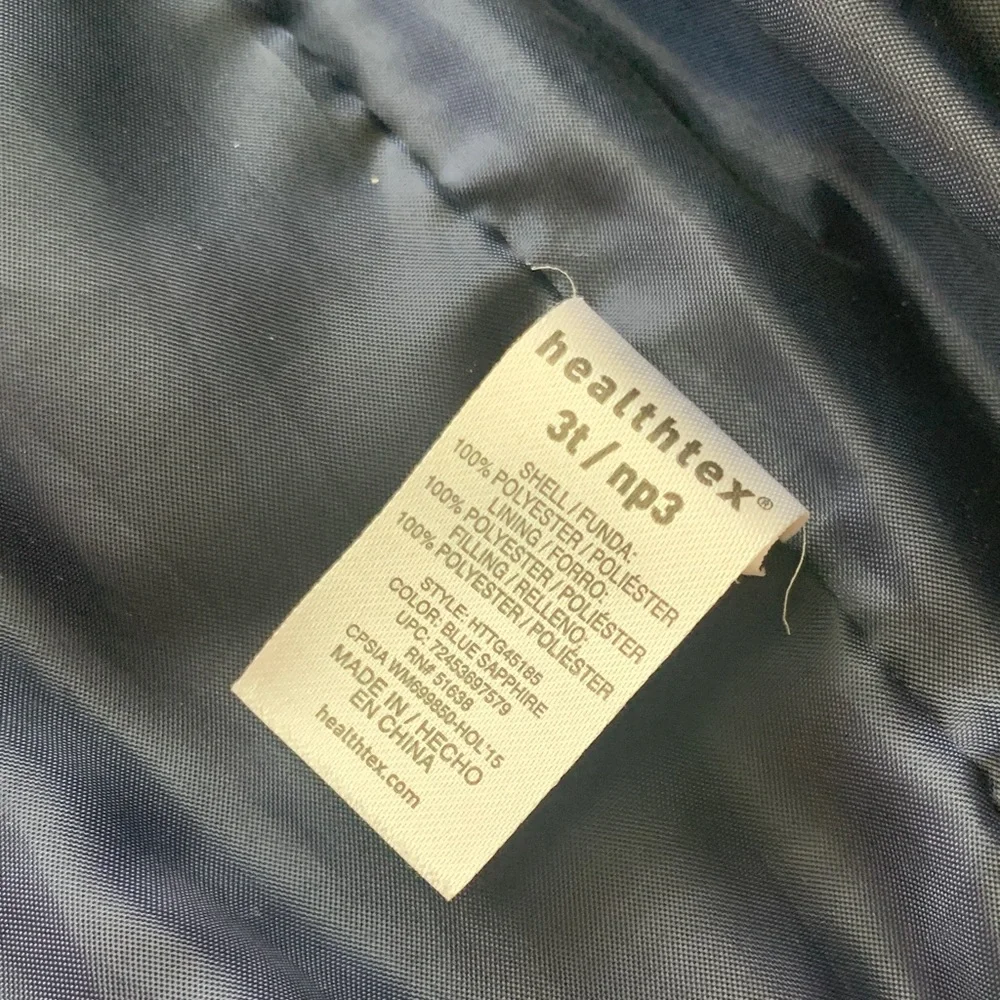 healthtex®
3t / np3
SHELL / FUNDA:
100% POLYESTER / POLIÉSTER
LINING / FORRO:
100% POLYESTER / POLIÉSTER
FILLING / RELLENO:
100% POLYESTER / POLIÉSTER
STYLE: HTTG45185
COLOR: BLUE SAPPHIRE
UPC: 72453697579
RN# 51638
CPSIA WM699850-HOL'15
MADE IN / HECHO
EN CHINA
healthtex.com